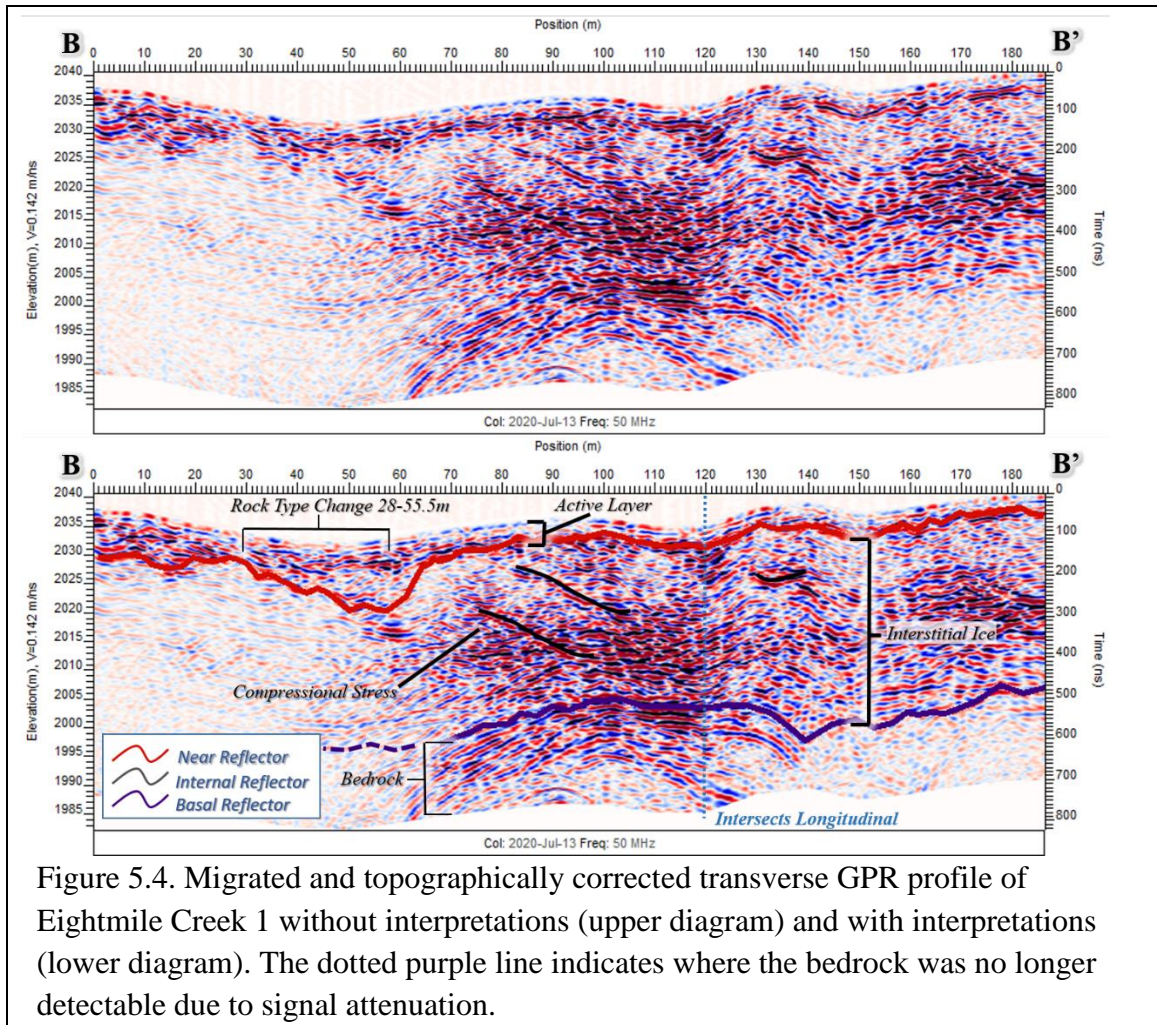 Position (m)
B
B'
0 10 20 30 40 50 60 70 80 90 100 110 120 130 140 150 160 170 180
2040
2035
2030
2025
2020
2015
2010
2005
2000
1995
1990
1985
Elevation(m), V=0.142 m/ns
0
100
200
300
400
500
600
700
800
Time (ns)
Col: 2020-Jul-13 Freq: 50 MHz
Position (m)
B
B'
0 10 20 30 40 50 60 70 80 90 100 110 120 130 140 150 160 170 180
2040
2035
2030
2025
2020
2015
2010
2005
2000
1995
1990
1985
Elevation(m), V=0.142 m/ns
0
100
200
300
400
500
600
700
800
Time (ns)
Rock Type Change 28-55.5m
Active Layer
Interstitial Ice
Compressional Stress
Near Reflector
Internal Reflector
Basal Reflector
Bedrock
Intersects Longitudinal
Col: 2020-Jul-13 Freq: 50 MHz
Figure 5.4. Migrated and topographically corrected transverse GPR profile of
Eightmile Creek 1 without interpretations (upper diagram) and with interpretations
(lower diagram). The dotted purple line indicates where the bedrock was no longer
detectable due to signal attenuation.